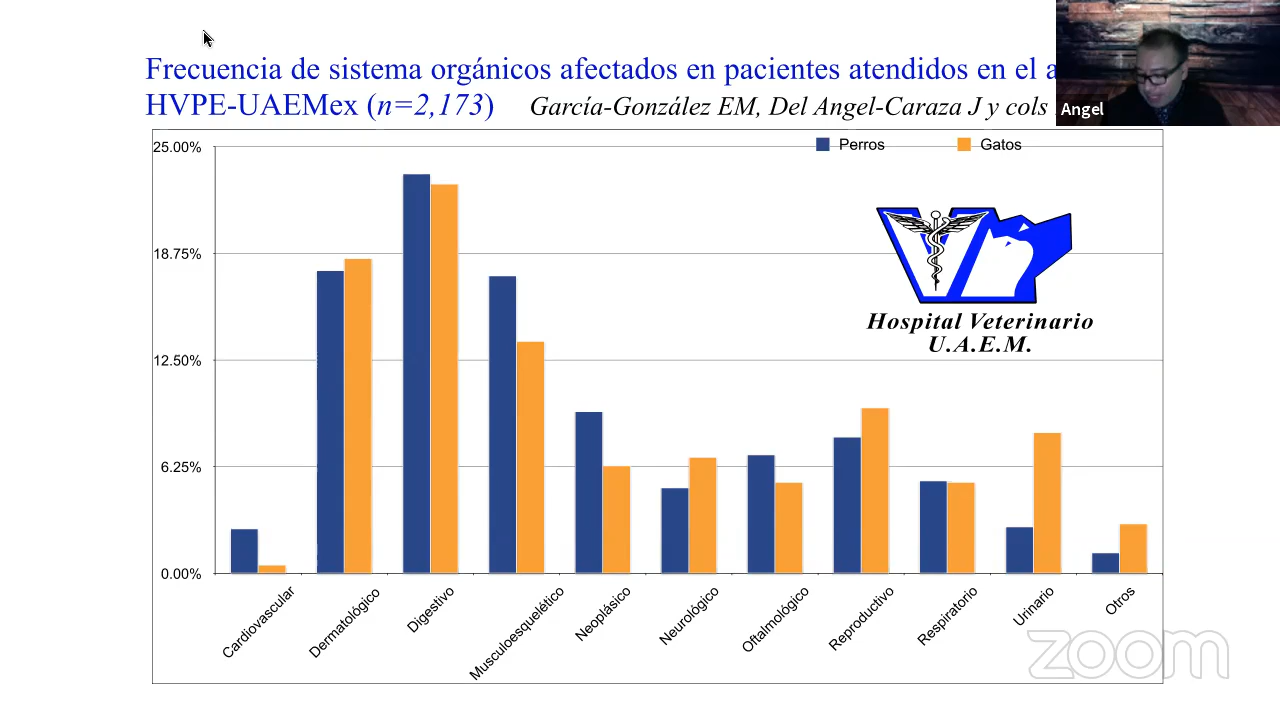 Frecuencia de sistema orgánicos afectados en pacientes atendidos en el
HVPE-UAEMex (n=2,173) García-González EM, Del Angel-Caraza J y cols
Angel
Perros Gatos
25.00%
18.75%
12.50%
6.25%
0.00%
Hospital Veterinario
U.A.E.M.
Cardiovascular
Dermatológico
Digestivo
Musculoesquelético
Neoplásico
Neurológico
Oftalmológico
Reproductivo
Respiratorio
Urinario
Otros
zoom